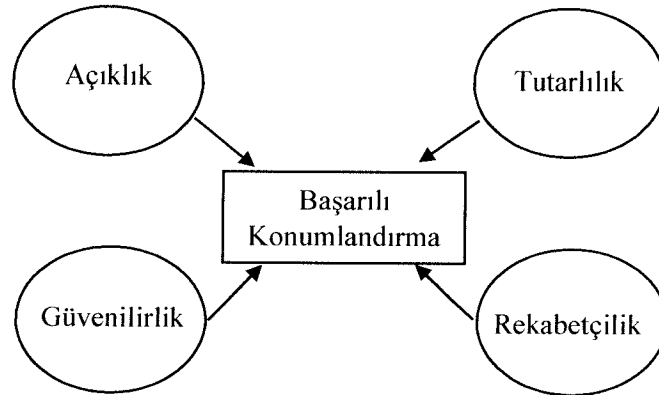 Açıklık
Tutarlılık
Başarılı
Konumlandırma
Güvenilirlik
Rekabetçilik